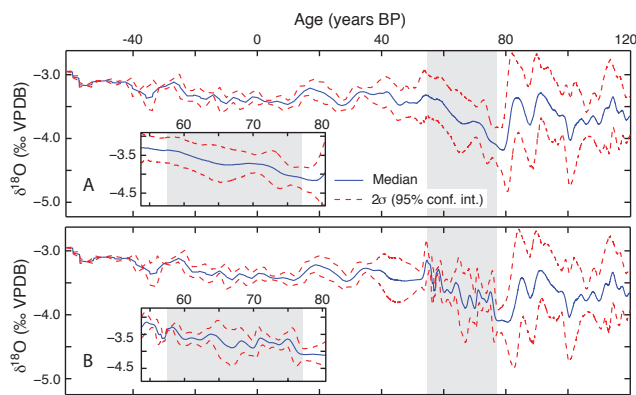 Age (years BP)
−40 0 40 80 120
−3.0
−4.0
−5.0
δ¹⁸O (‰ VPDB)
−3.5
−4.5
60 70 80
A
Median
2σ (95% conf. int.)
−3.0
−4.0
−5.0
δ¹⁸O (‰ VPDB)
60 70 80
−3.5
−4.5
B